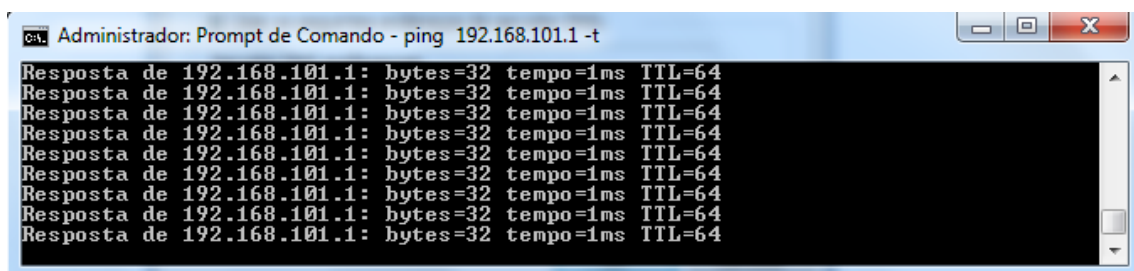 Administrador: Prompt de Comando - ping 192.168.101.1 -t
Resposta de 192.168.101.1: bytes=32 tempo=1ms TTL=64
Resposta de 192.168.101.1: bytes=32 tempo=1ms TTL=64
Resposta de 192.168.101.1: bytes=32 tempo=1ms TTL=64
Resposta de 192.168.101.1: bytes=32 tempo=1ms TTL=64
Resposta de 192.168.101.1: bytes=32 tempo=1ms TTL=64
Resposta de 192.168.101.1: bytes=32 tempo=1ms TTL=64
Resposta de 192.168.101.1: bytes=32 tempo=1ms TTL=64
Resposta de 192.168.101.1: bytes=32 tempo=1ms TTL=64
Resposta de 192.168.101.1: bytes=32 tempo=1ms TTL=64